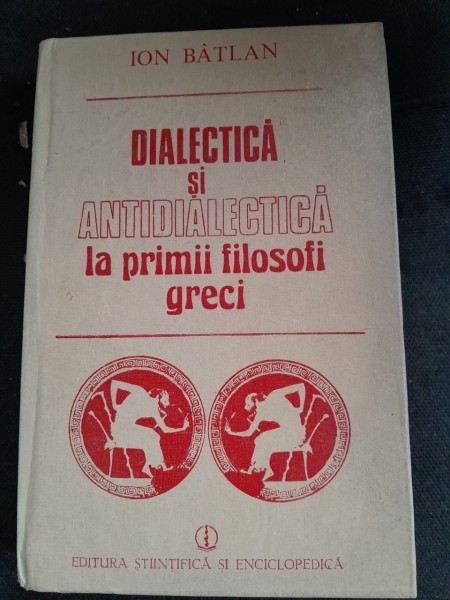 ION BÂTLAN
DIALECTICĂ
și
ANTIDIALECTICĂ
la primii filosofi
greci
EDITURA ȘTIINȚIFICĂ ȘI ENCICLOPEDICĂ